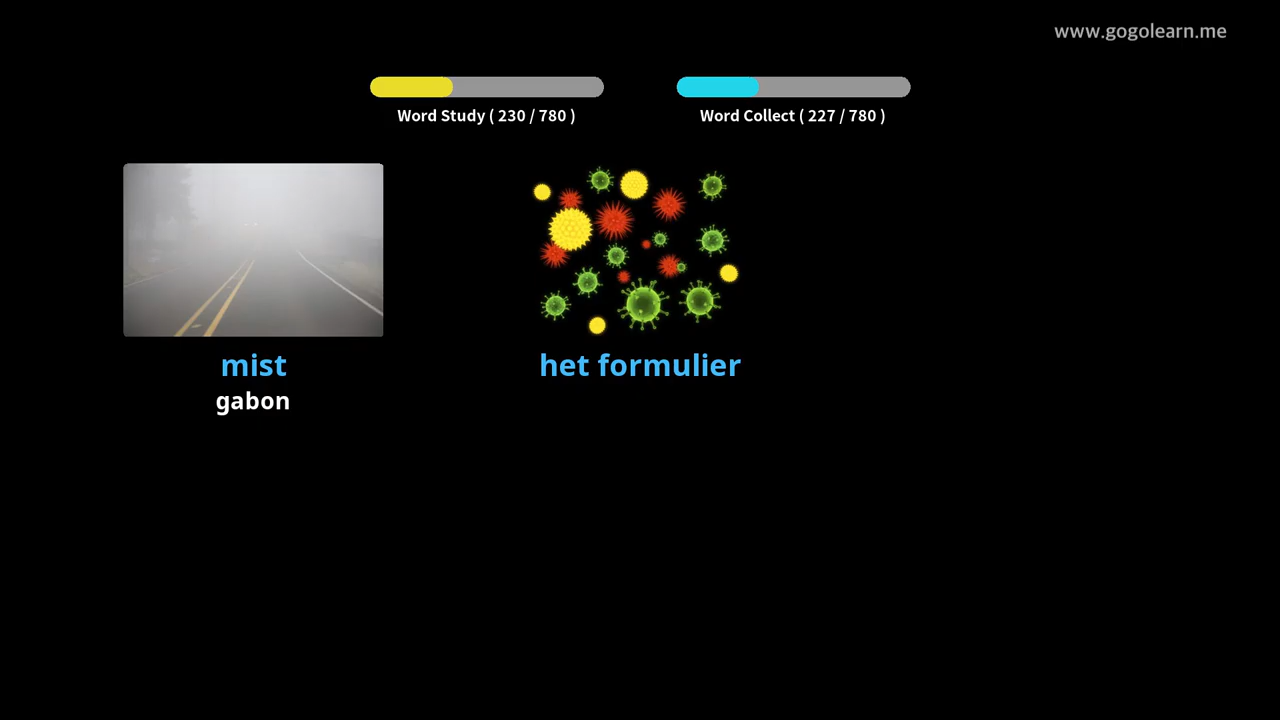 www.gogolearn.me
Word Study ( 230 / 780 )
Word Collect ( 227 / 780 )
mist
gabon
het formulier